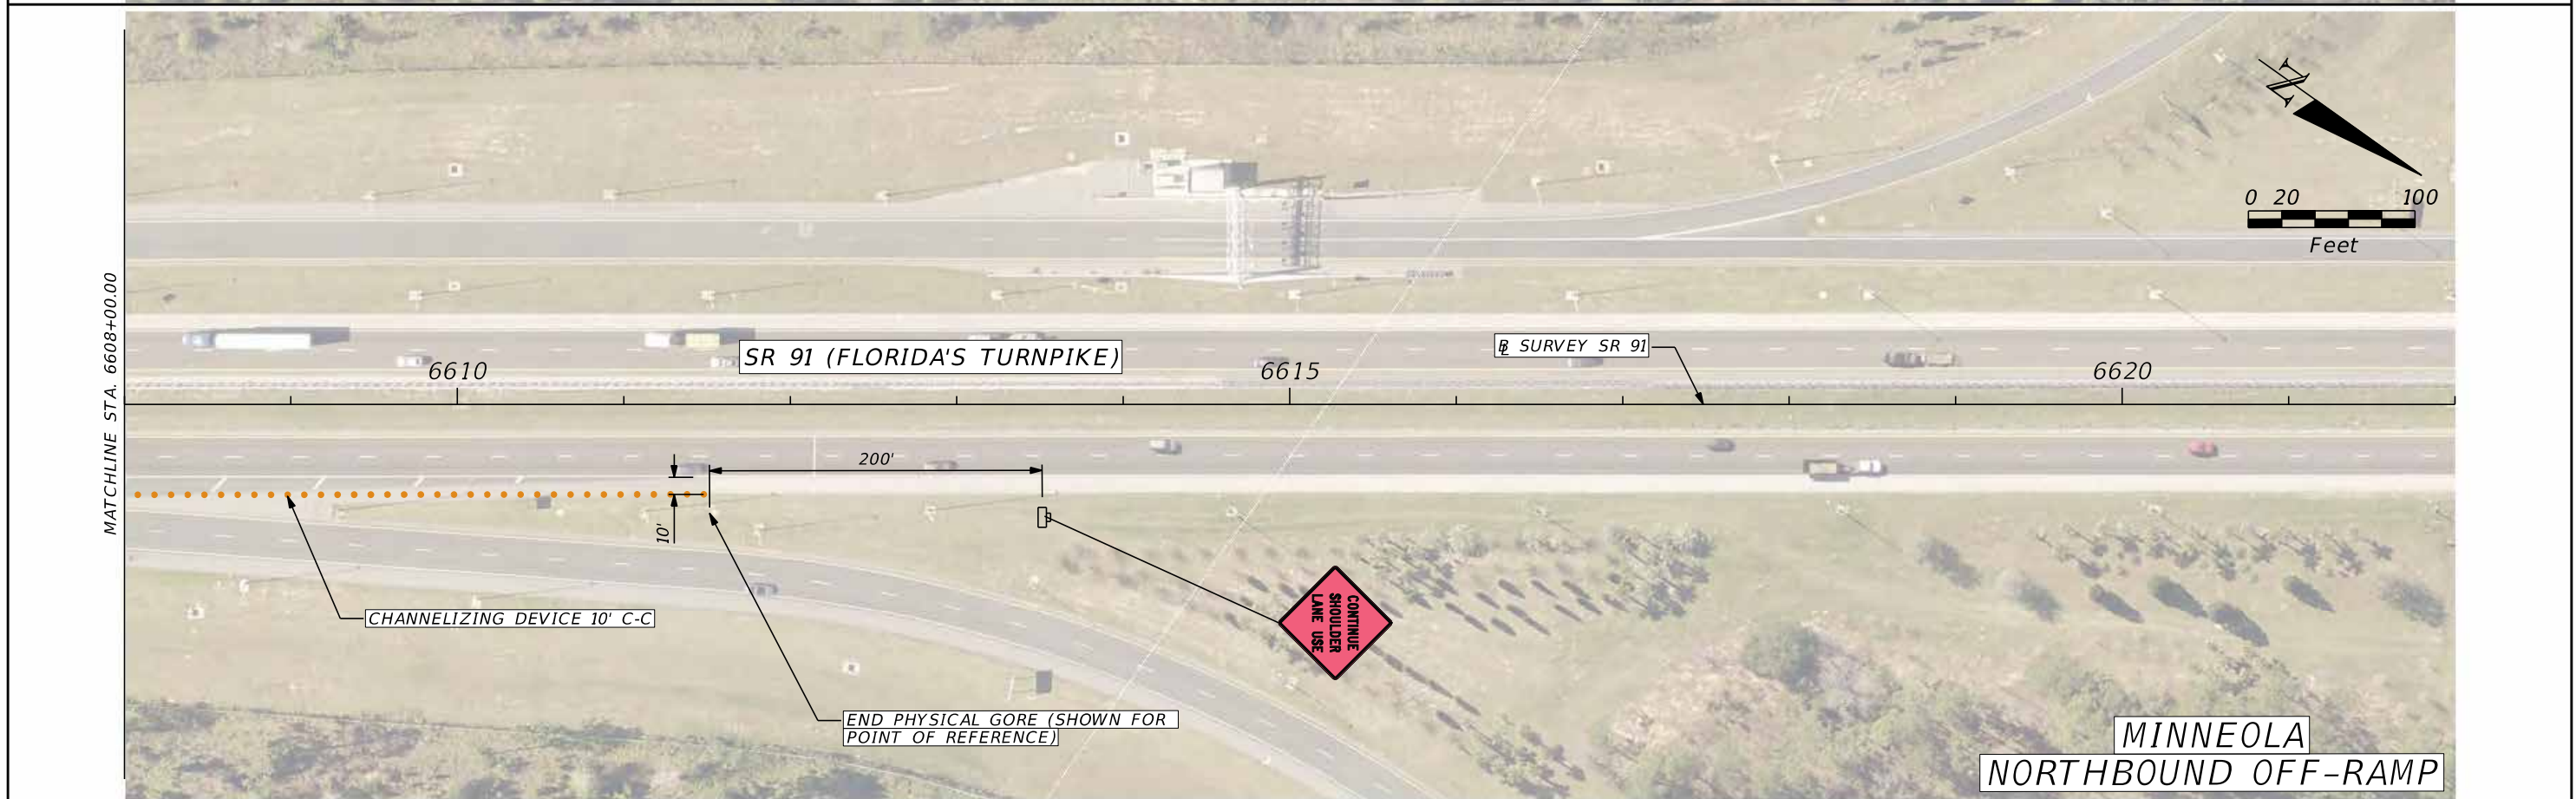 MATCHLINE STA. 6608+00.00
N
0 20 100
Feet
SR 91 (FLORIDA'S TURNPIKE)
BL SURVEY SR 91
6610
6615
6620
200'
10'
CHANNELIZING DEVICE 10' C-C
CONTINUE
SHOULDER
LANE USE
END PHYSICAL GORE (SHOWN FOR
POINT OF REFERENCE)
MINNEOLA
NORTHBOUND OFF-RAMP